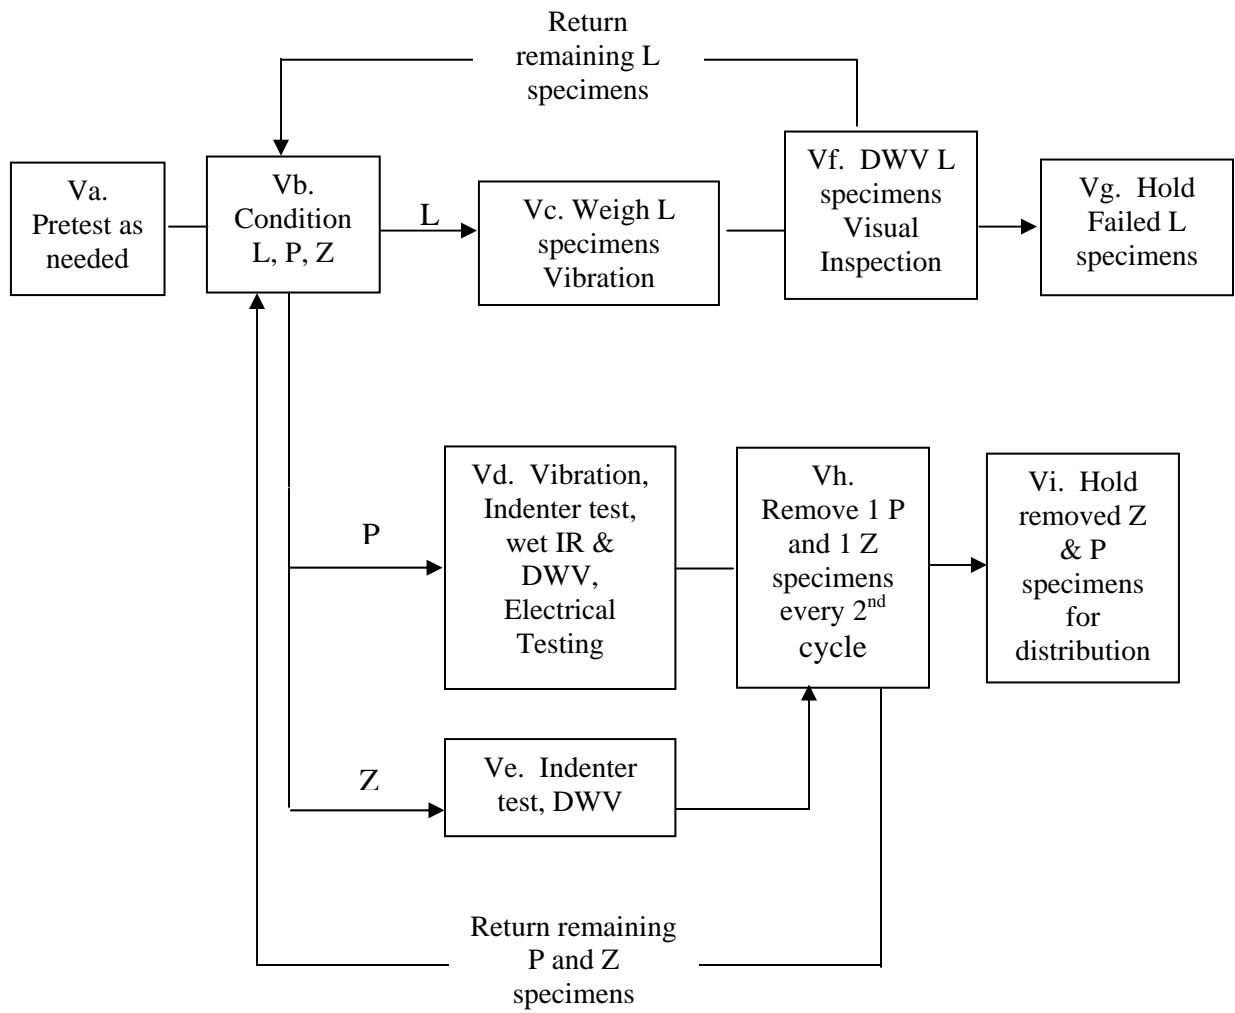 Return
remaining L
specimens
Va.
Pretest as
needed
Vb.
Condition
L, P, Z
L
Vc. Weigh L
specimens
Vibration
Vf. DWV L
specimens
Visual
Inspection
Vg. Hold
Failed L
specimens
P
Vd. Vibration,
Indenter test,
wet IR &
DWV,
Electrical
Testing
Vh.
Remove 1 P
and 1 Z
specimens
every 2nd
cycle
Vi. Hold
removed Z
& P
specimens
for
distribution
Z
Ve. Indenter
test, DWV
Return remaining
P and Z
specimens